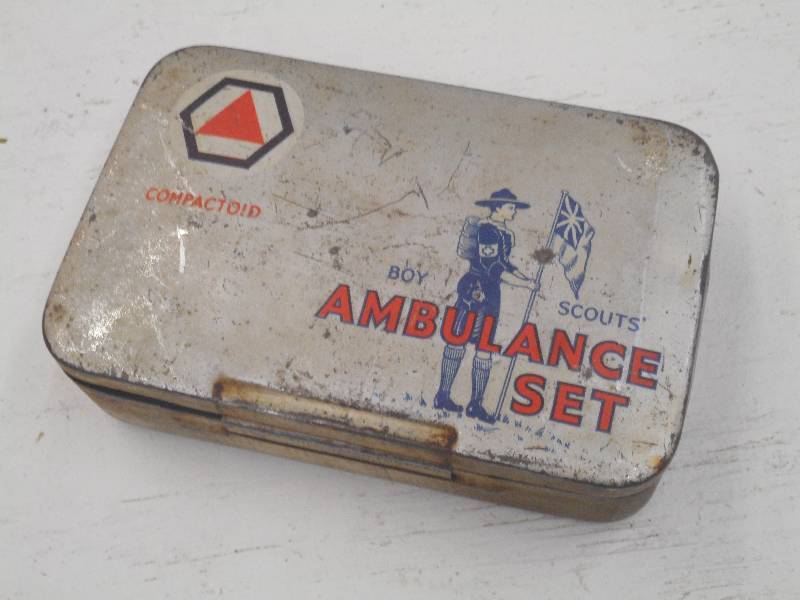 COMPACTOID
BOY SCOUTS'
AMBULANCE
SET